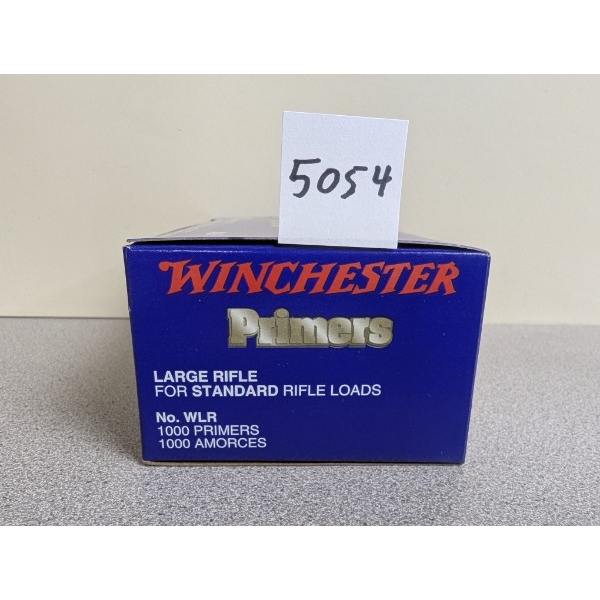 5054
WINCHESTER
Primers
LARGE RIFLE
FOR STANDARD RIFLE LOADS
No. WLR
1000 PRIMERS
1000 AMORCES